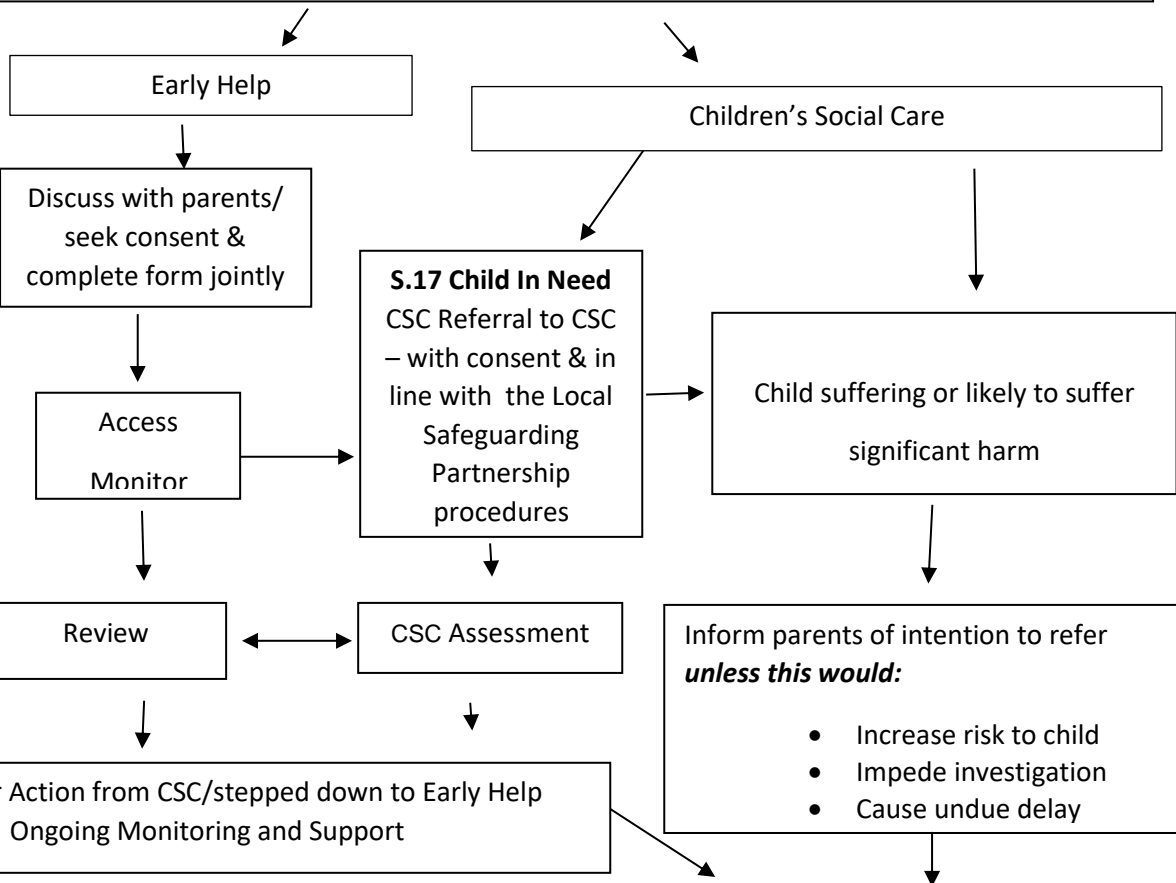 Early Help
Children's Social Care
Discuss with parents/
seek consent &
complete form jointly
S.17 Child In Need
CSC Referral to CSC
– with consent & in
line with the Local
Safeguarding
Partnership
procedures
Child suffering or likely to suffer
significant harm
Access
Monitor
Review
CSC Assessment
Inform parents of intention to refer
unless this would:
• Increase risk to child
• Impede investigation
• Cause undue delay
Action from CSC/stepped down to Early Help
Ongoing Monitoring and Support